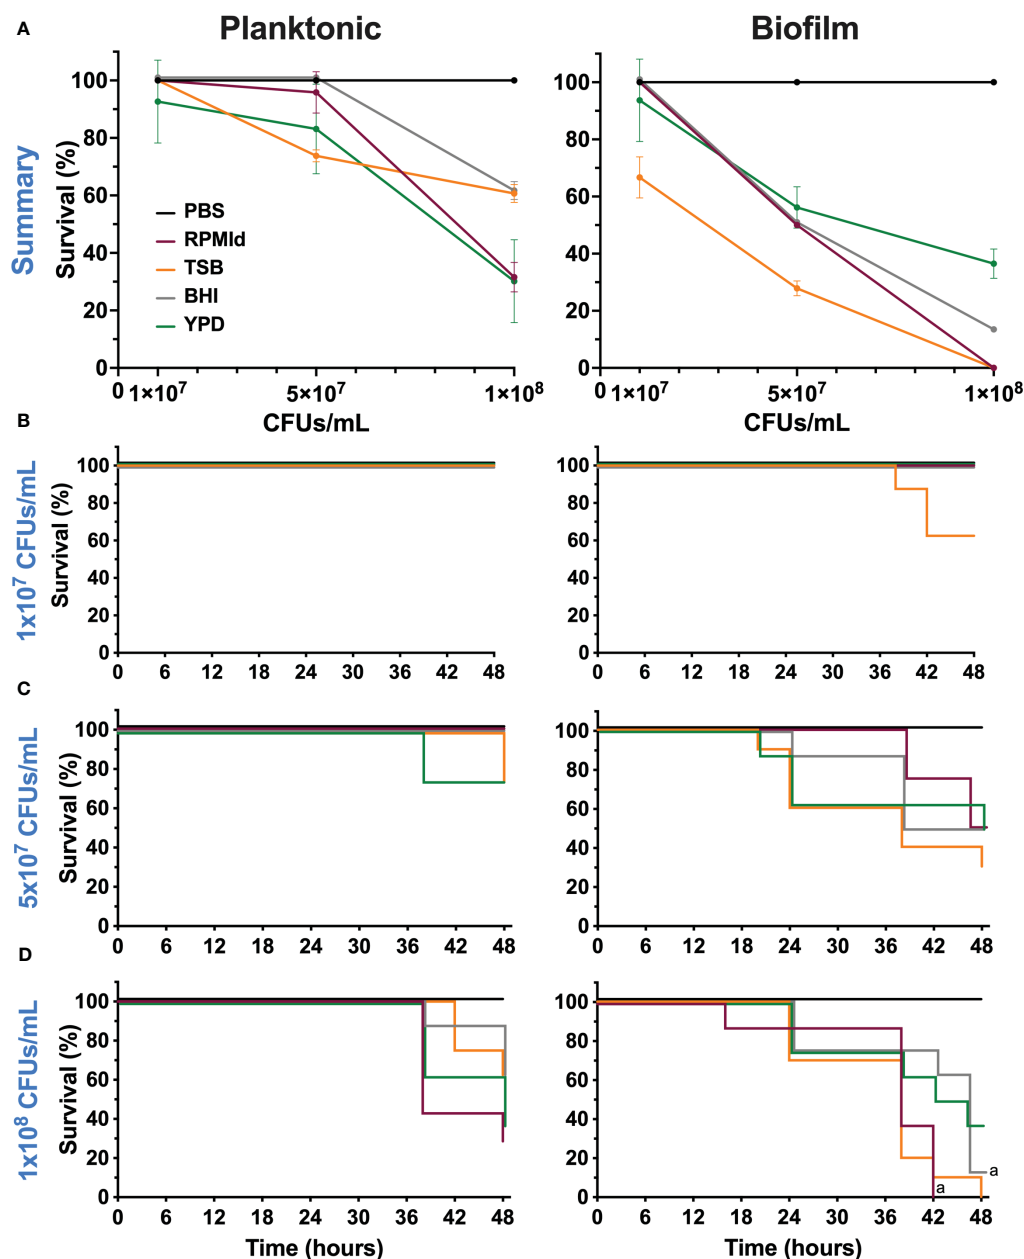 A
Planktonic
Biofilm
Summary
Survival (%)
100
80
60
40
20
0
PBS
RPMId
TSB
BHI
YPD
0 1×10⁷ 5×10⁷ 1×10⁸
CFUs/mL
100
80
60
40
20
0
0 1×10⁷ 5×10⁷ 1×10⁸
CFUs/mL
B
1x10⁷ CFUs/mL
Survival (%)
100
80
60
40
20
0
0 6 12 18 24 30 36 42 48
100
80
60
40
20
0
0 6 12 18 24 30 36 42 48
C
5x10⁷ CFUs/mL
Survival (%)
100
80
60
40
20
0
0 6 12 18 24 30 36 42 48
100
80
60
40
20
0
0 6 12 18 24 30 36 42 48
D
1x10⁸ CFUs/mL
Survival (%)
100
80
60
40
20
0
0 6 12 18 24 30 36 42 48
Time (hours)
100
80
60
40
20
0
a
a
0 6 12 18 24 30 36 42 48
Time (hours)